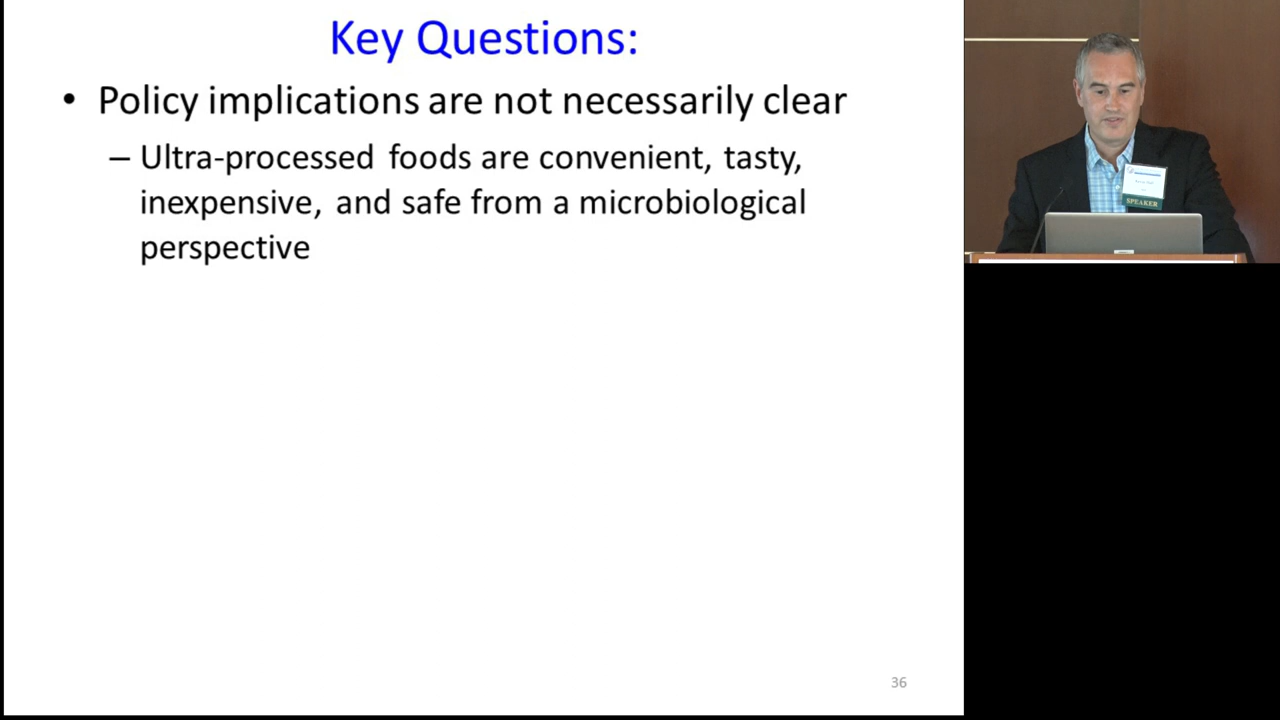 Key Questions:
• Policy implications are not necessarily clear
– Ultra-processed foods are convenient, tasty,
inexpensive, and safe from a microbiological
perspective
36
SPEAKER